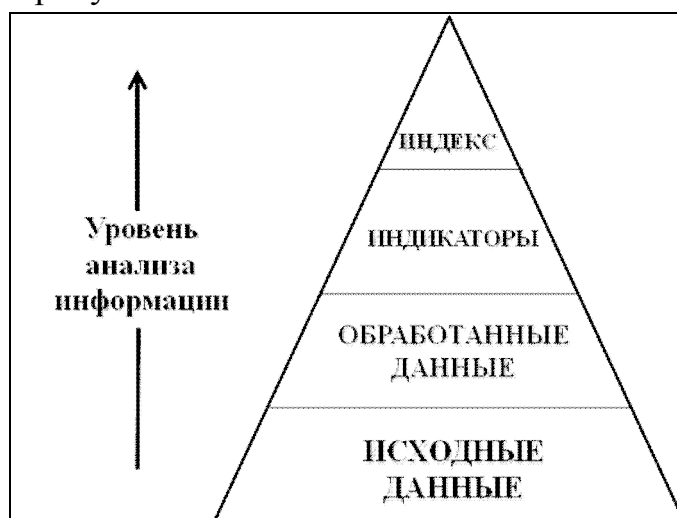 ИНДЕКС
Уровень
анализа
информации
ИНДИКАТОРЫ
ОБРАБОТАННЫЕ
ДАННЫЕ
ИСХОДНЫЕ
ДАННЫЕ